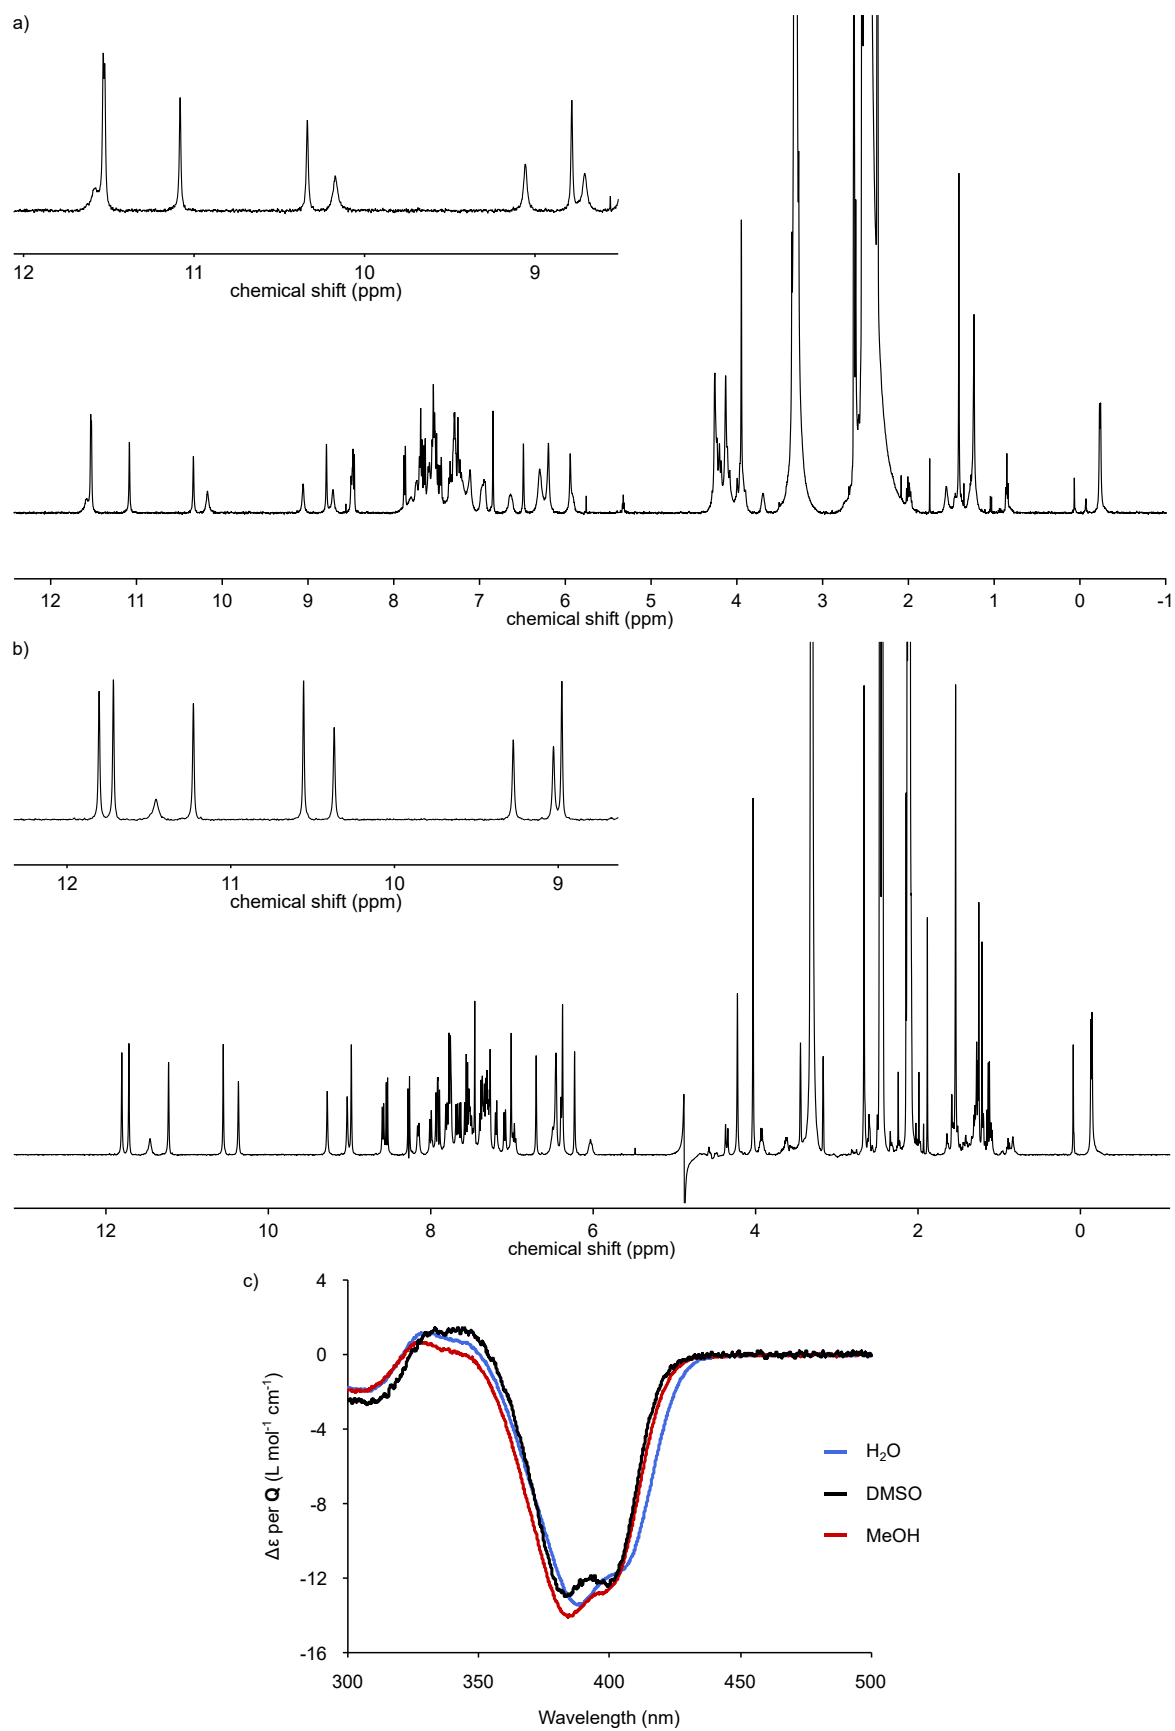 a)
12 11 10 9
chemical shift (ppm)
12 11 10 9 8 7 6 5 4 3 2 1 0 -1
chemical shift (ppm)
b)
12 11 10 9
chemical shift (ppm)
12 10 8 6 4 2 0
chemical shift (ppm)
c)
4
0
-4
-8
-12
-16
Δε per Q (L mol⁻¹ cm⁻¹)
H₂O
DMSO
MeOH
300 350 400 450 500
Wavelength (nm)